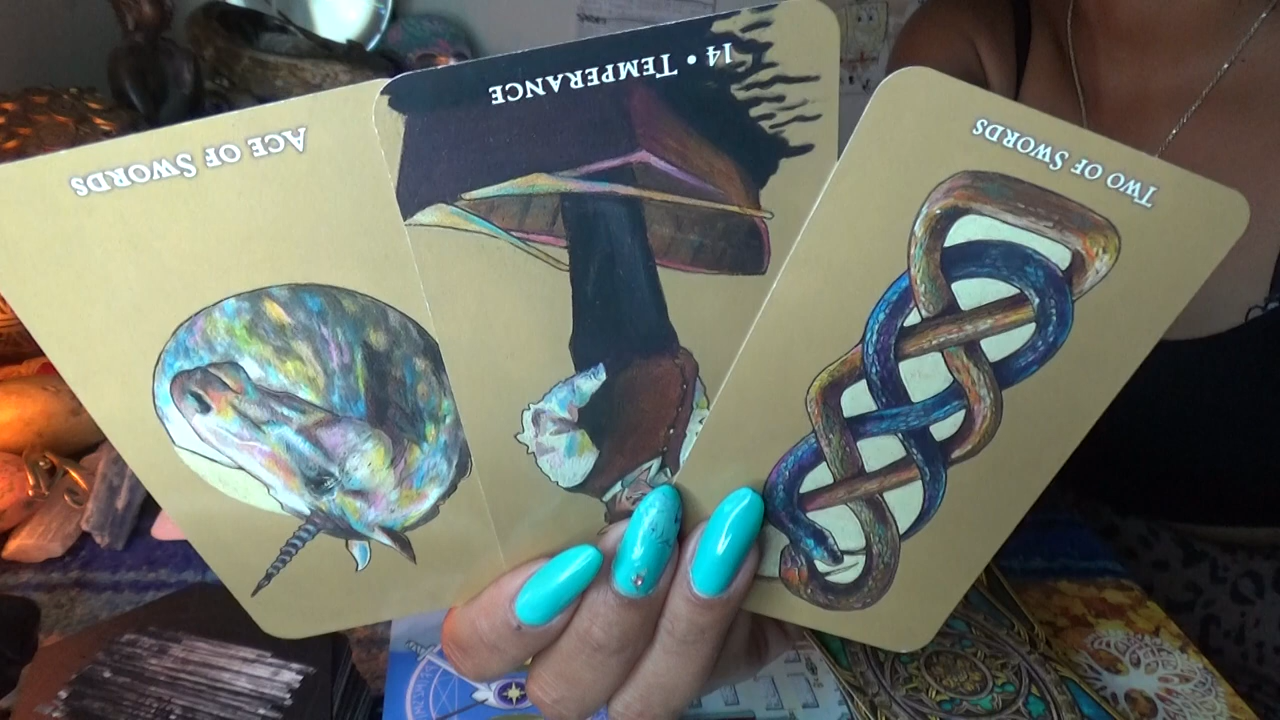 Ace of Swords
14 • Temperance
Two of Swords